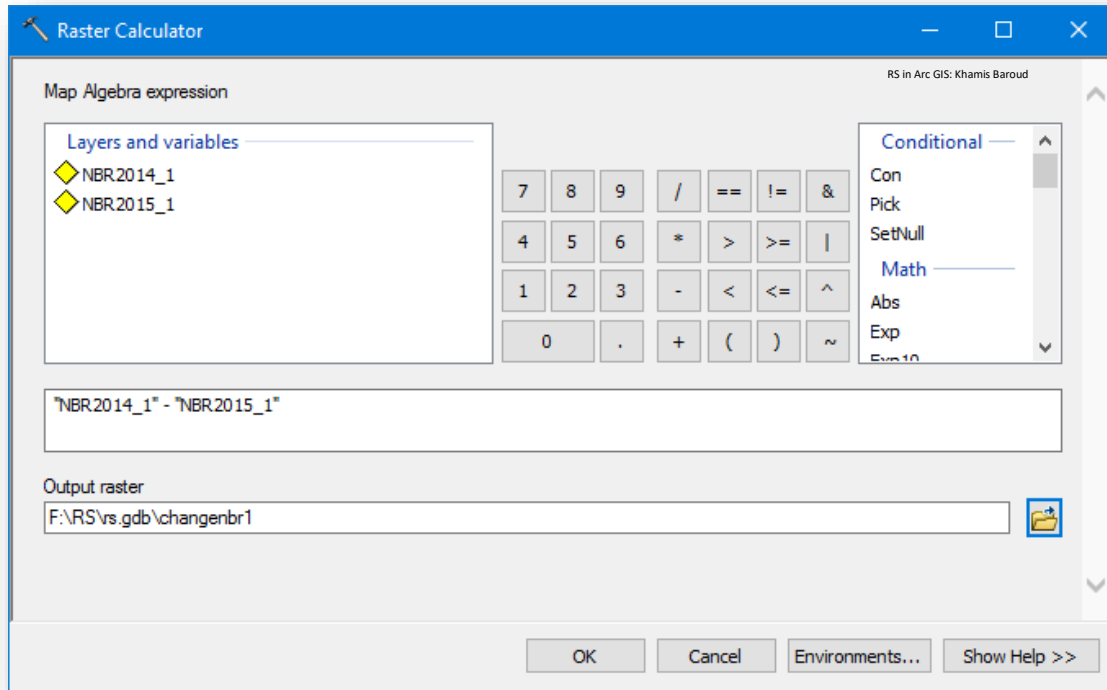 Raster Calculator
RS in Arc GIS: Khamis Baroud
Map Algebra expression
Layers and variables
NBR2014_1
NBR2015_1
7 8 9 / == != &
4 5 6 * > >= |
1 2 3 - < <= ^
0 . + ( ) ~
Conditional
Con
Pick
SetNull
Math
Abs
Exp
Exp10
"NBR2014_1" - "NBR2015_1"
Output raster
F:\RS\rs.gdb\changenbr1
OK Cancel Environments... Show Help >>